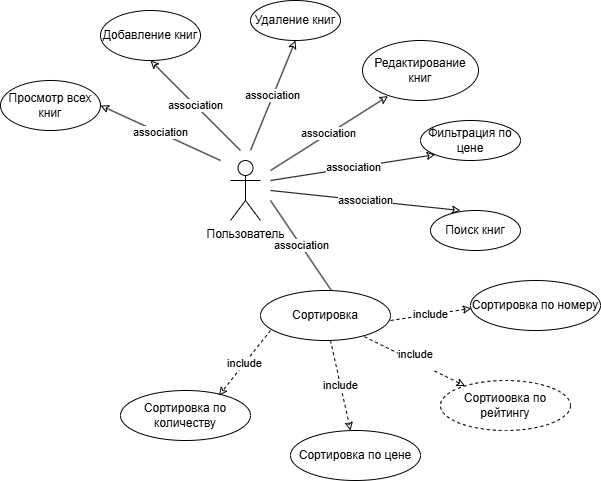 Удаление книг
Добавление книг
Редактирование
книг
Просмотр всех
книг
association
association
association
association
Фильтрация по
цене
association
association
Поиск книг
Пользователь
association
Сортировка
Сортировка по номеру
include
include
include
include
Сортиоовка по
рейтингу
Сортировка по
количеству
Сортировка по цене